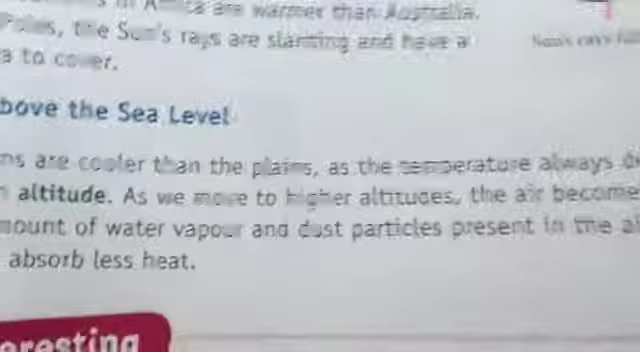 are warmer than Australia.
the Sun's rays are slanting and have a
a to cover.
bove the Sea Level
ns are cooler than the plains, as the temperature always
altitude. As we move to higher altitudes, the air become
mount of water vapour and dust particles present in the
absorb less heat.
eresting